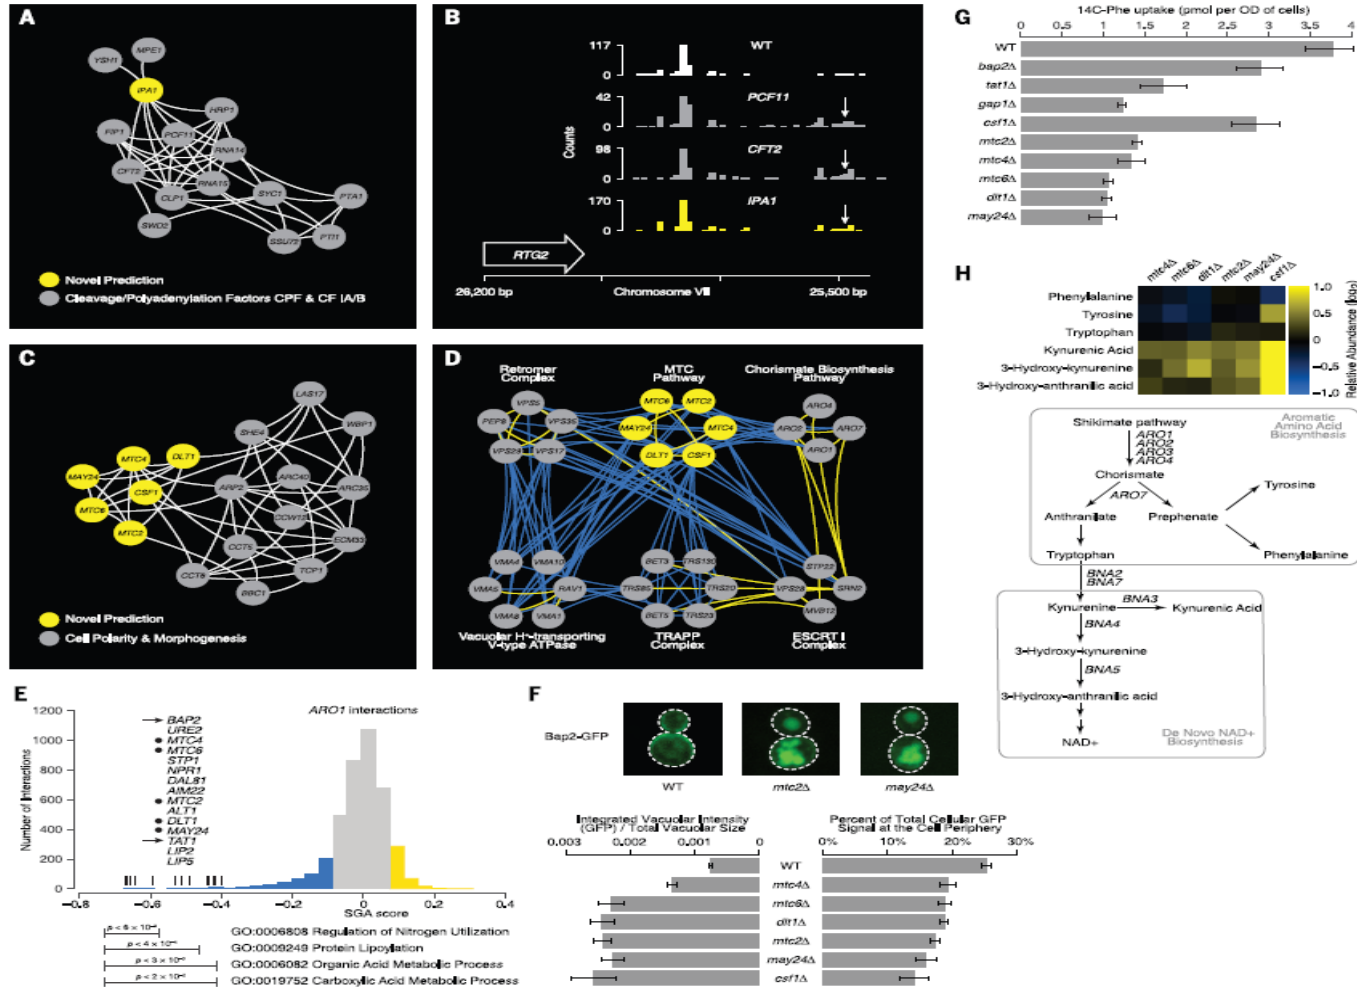 A
MPE1
YSH1
IPA1
HRP1
FIP1
PCF11
RNA14
CFT2
RNA15
CLP1
SYC1
PTA1
SWD2
SSU72
PTI1
Novel Prediction
Cleavage/Polyadenylation Factors CPF & CF IA/B
B
WT
117
0
PCF11
42
0
CFT2
98
0
IPA1
170
0
Counts
RTG2
26,200 bp
Chromosome VII
25,500 bp
C
LAS17
SHE4
WBP1
MTC4
DLT1
MAY24
CSF1
ARP2
ARC40
ARC35
MTC6
CCW12
MTC2
CCT5
ECM33
CCT6
TCP1
BBC1
Novel Prediction
Cell Polarity & Morphogenesis
D
Retromer
Complex
MTC
Pathway
Chorismate Biosynthesis
Pathway
VPS5
PEP8
VPS35
VPS29
VPS17
MTC6
MTC2
MAY24
MTC4
DLT1
CSF1
ARO4
ARO2
ARO7
ARO1
VMA4
VMA10
VMA5
RAV1
VMA8
VMA1
BET3
TRS130
TRS85
TRS20
BET5
TRS23
STP22
VPS28
SRN2
MVB12
Vacuolar H+-transporting
V-type ATPase
TRAPP
Complex
ESCRT I
Complex
E
ARO1 interactions
Number of Interactions
1200
1000
800
600
400
200
0
BAP2
URE2
MTC4
MTC6
STP1
NPR1
DAL81
AIM22
MTC2
ALT1
DLT1
MAY24
TAT1
LIP2
LIP5
−0.8
−0.6
−0.4
−0.2
0
0.2
0.4
SGA score
GO:0006808 Regulation of Nitrogen Utilization
GO:0009249 Protein Lipoylation
GO:0006082 Organic Acid Metabolic Process
GO:0019752 Carboxylic Acid Metabolic Process
F
Bap2-GFP
WT
mtc2Δ
may24Δ
Integrated Vacuolar Intensity
(GFP) / Total Vacuolar Size
0.003
0.002
0.001
0
Percent of Total Cellular GFP
Signal at the Cell Periphery
0%
10%
20%
30%
WT
mtc4Δ
mtc6Δ
dlt1Δ
mtc2Δ
may24Δ
csf1Δ
G
14C-Phe uptake (pmol per OD of cells)
0
0.5
1
1.5
2
2.5
3
3.5
4
WT
bap2Δ
tat1Δ
gap1Δ
csf1Δ
mtc2Δ
mtc4Δ
mtc6Δ
dlt1Δ
may24Δ
H
mtc4Δ
mtc6Δ
dlt1Δ
mtc2Δ
may24Δ
csf1Δ
Phenylalanine
Tyrosine
Tryptophan
Kynurenic Acid
3-Hydroxy-kynurenine
3-Hydroxy-anthranilic acid
1.0
0.5
0
−0.5
−1.0
Relative Abundance (log2)
Shikimate pathway
Aromatic
Amino Acid
Biosynthesis
ARO1
ARO2
ARO3
ARO4
Chorismate
ARO7
Tyrosine
Anthranilate
Prephenate
Tryptophan
Phenylalanine
BNA2
BNA7
Kynurenine
BNA3
Kynurenic Acid
BNA4
3-Hydroxy-kynurenine
BNA5
3-Hydroxy-anthranilic acid
NAD+
De Novo NAD+
Biosynthesis